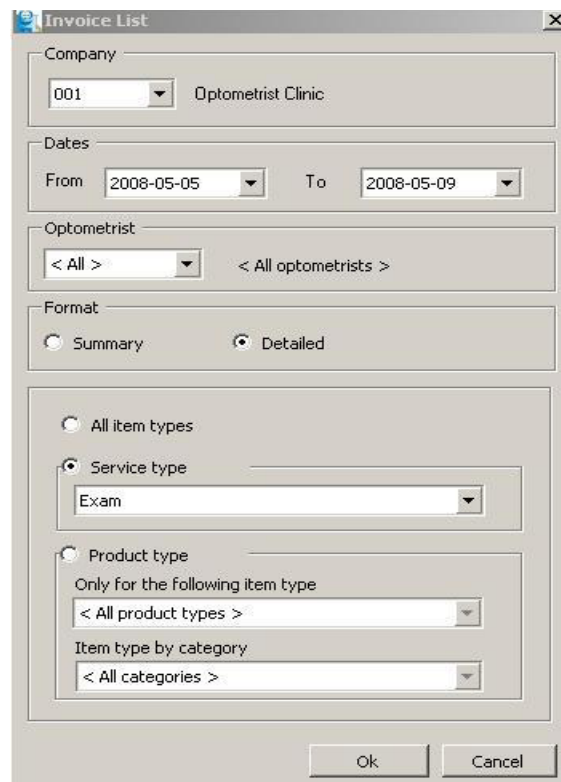 Invoice List
Company
001 Optometrist Clinic
Dates
From 2008-05-05 To 2008-05-09
Optometrist
< All > < All optometrists >
Format
Summary Detailed
All item types
Service type
Exam
Product type
Only for the following item type
< All product types >
Item type by category
< All categories >
Ok Cancel